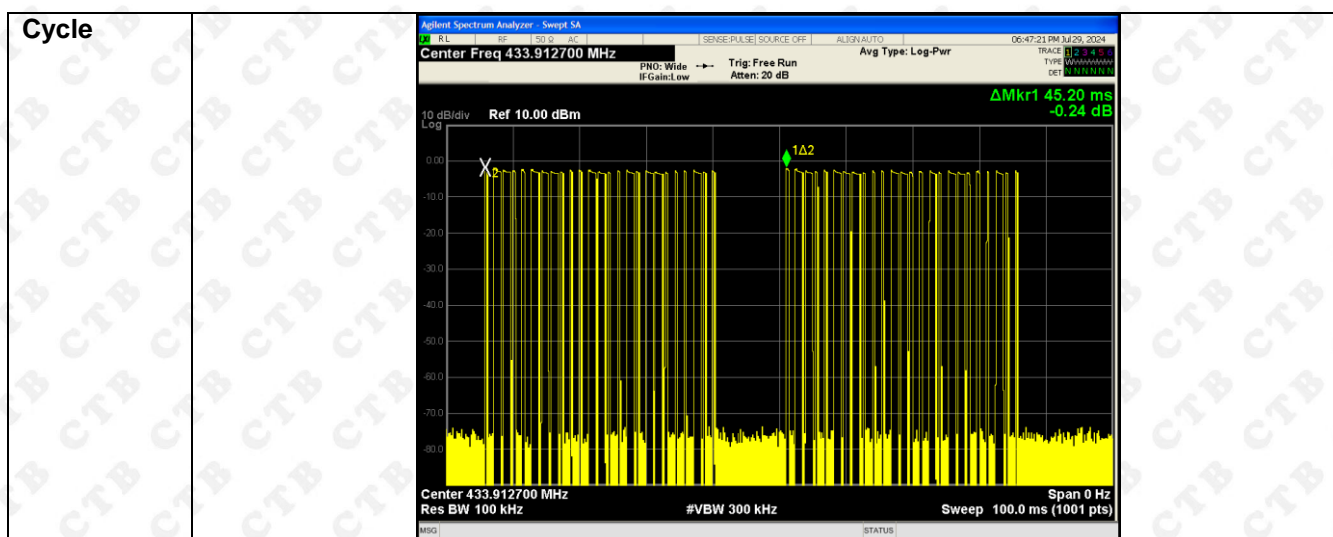 Cycle
Agilent Spectrum Analyzer - Swept SA
RL RF 50 Ω AC SENSE:PULSE SOURCE OFF ALIGN AUTO 06:47:21 PM Jul 29, 2024
Center Freq 433.912700 MHz
Avg Type: Log-Pwr
TRACE 1 2 3 4 5 6
PNO: Wide Trig: Free Run
TYPE W
IFGain:Low Atten: 20 dB
DET N N N N N N
ΔMkr1 45.20 ms
10 dB/div Ref 10.00 dBm -0.24 dB
Log
1Δ2
0.00
X2
-10.0
-20.0
-30.0
-40.0
-50.0
-60.0
-70.0
-80.0
Center 433.912700 MHz Span 0 Hz
Res BW 100 kHz #VBW 300 kHz Sweep 100.0 ms (1001 pts)
MSG STATUS
CTB